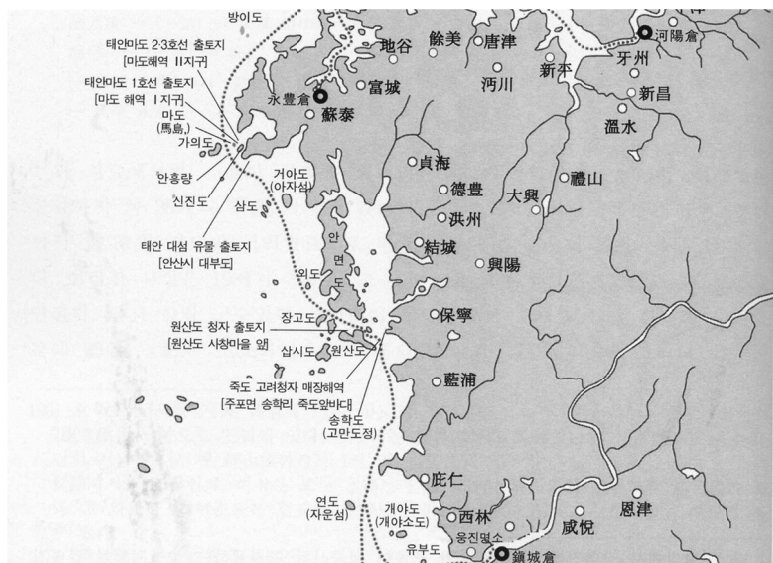 방이도
태안마도 2·3호선 출토지
[마도해역 Ⅱ지구]
태안마도 1호선 출토지
[마도 해역 Ⅰ지구]
마도
(馬島)
가의도
안흥량
신진도
태안 대섬 유물 출토지
[안산시 대부도]
거아도
(아자섬)
삼도
안면도
외도
장고도
원산도 청자 출토지
[원산도 사창마을 앞]
삽시도
원산도
죽도 고려청자 매장해역
[주포면 송학리 죽도앞바다
송학도
(고만도정)
연도
(자운섬)
개야도
(개야소도)
유부도
웅진명소
地谷
餘美
唐津
沔川
新平
河陽倉
牙州
新昌
溫水
永豊倉
蘇泰
富城
貞海
德豊
洪州
結城
大興
禮山
興陽
保寧
藍浦
庇仁
西林
咸悅
恩津
鎭城倉